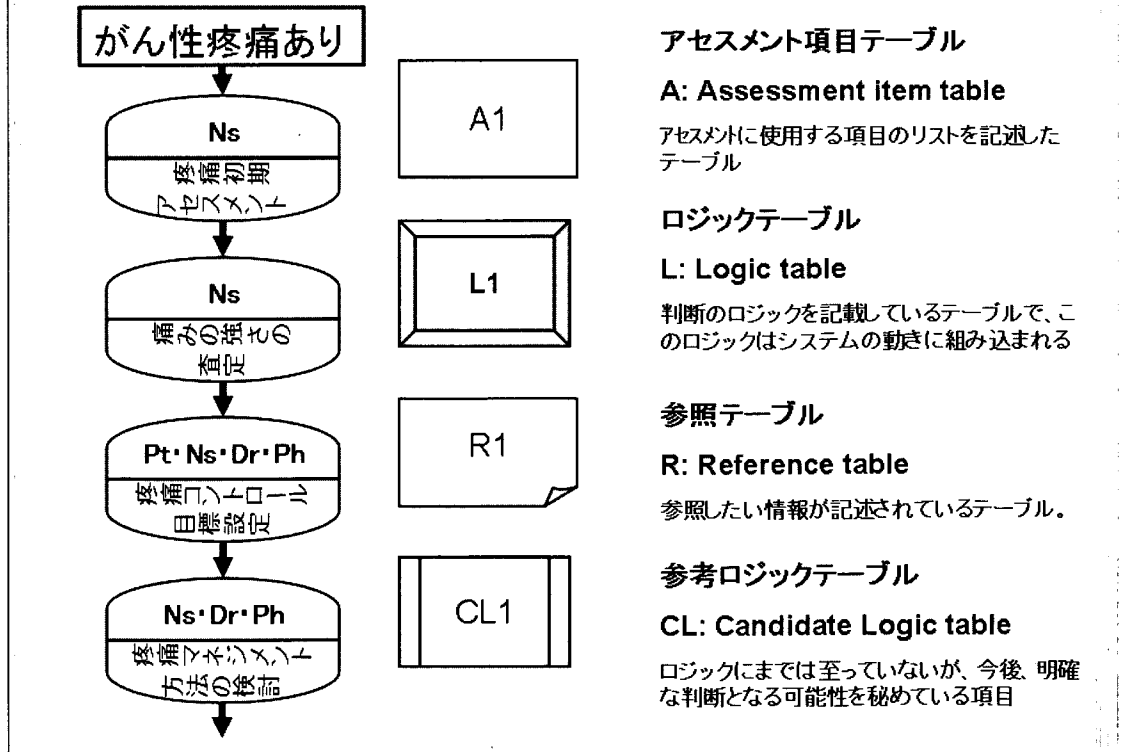 がん性疼痛あり
Ns
疼痛初期
アセスメント
Ns
痛みの強さの
査定
Pt・Ns・Dr・Ph
疼痛コントロール
目標設定
Ns・Dr・Ph
疼痛マネジメント
方法の検討
A1
L1
R1
CL1
アセスメント項目テーブル
A: Assessment item table
アセスメントに使用する項目のリストを記述した
テーブル
ロジックテーブル
L: Logic table
判断のロジックを記載しているテーブルで、こ
のロジックはシステムの動きに組み込まれる
参照テーブル
R: Reference table
参照したい情報が記述されているテーブル。
参考ロジックテーブル
CL: Candidate Logic table
ロジックにまでは至っていないが、今後、明確
な判断となる可能性を秘めている項目